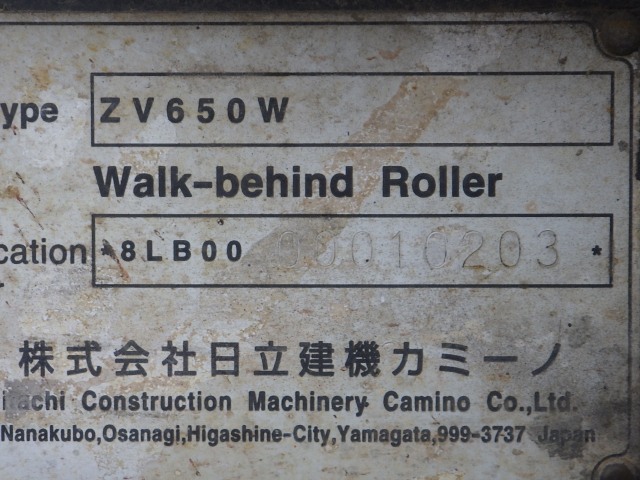 ype ZV650W
Walk-behind Roller
cation *8LB00 00010203 *
株式会社日立建機カミーノ
itachi Construction Machinery Camino Co.,Ltd.
Nanakubo,Osanagi,Higashine-City,Yamagata,999-3737 Japan